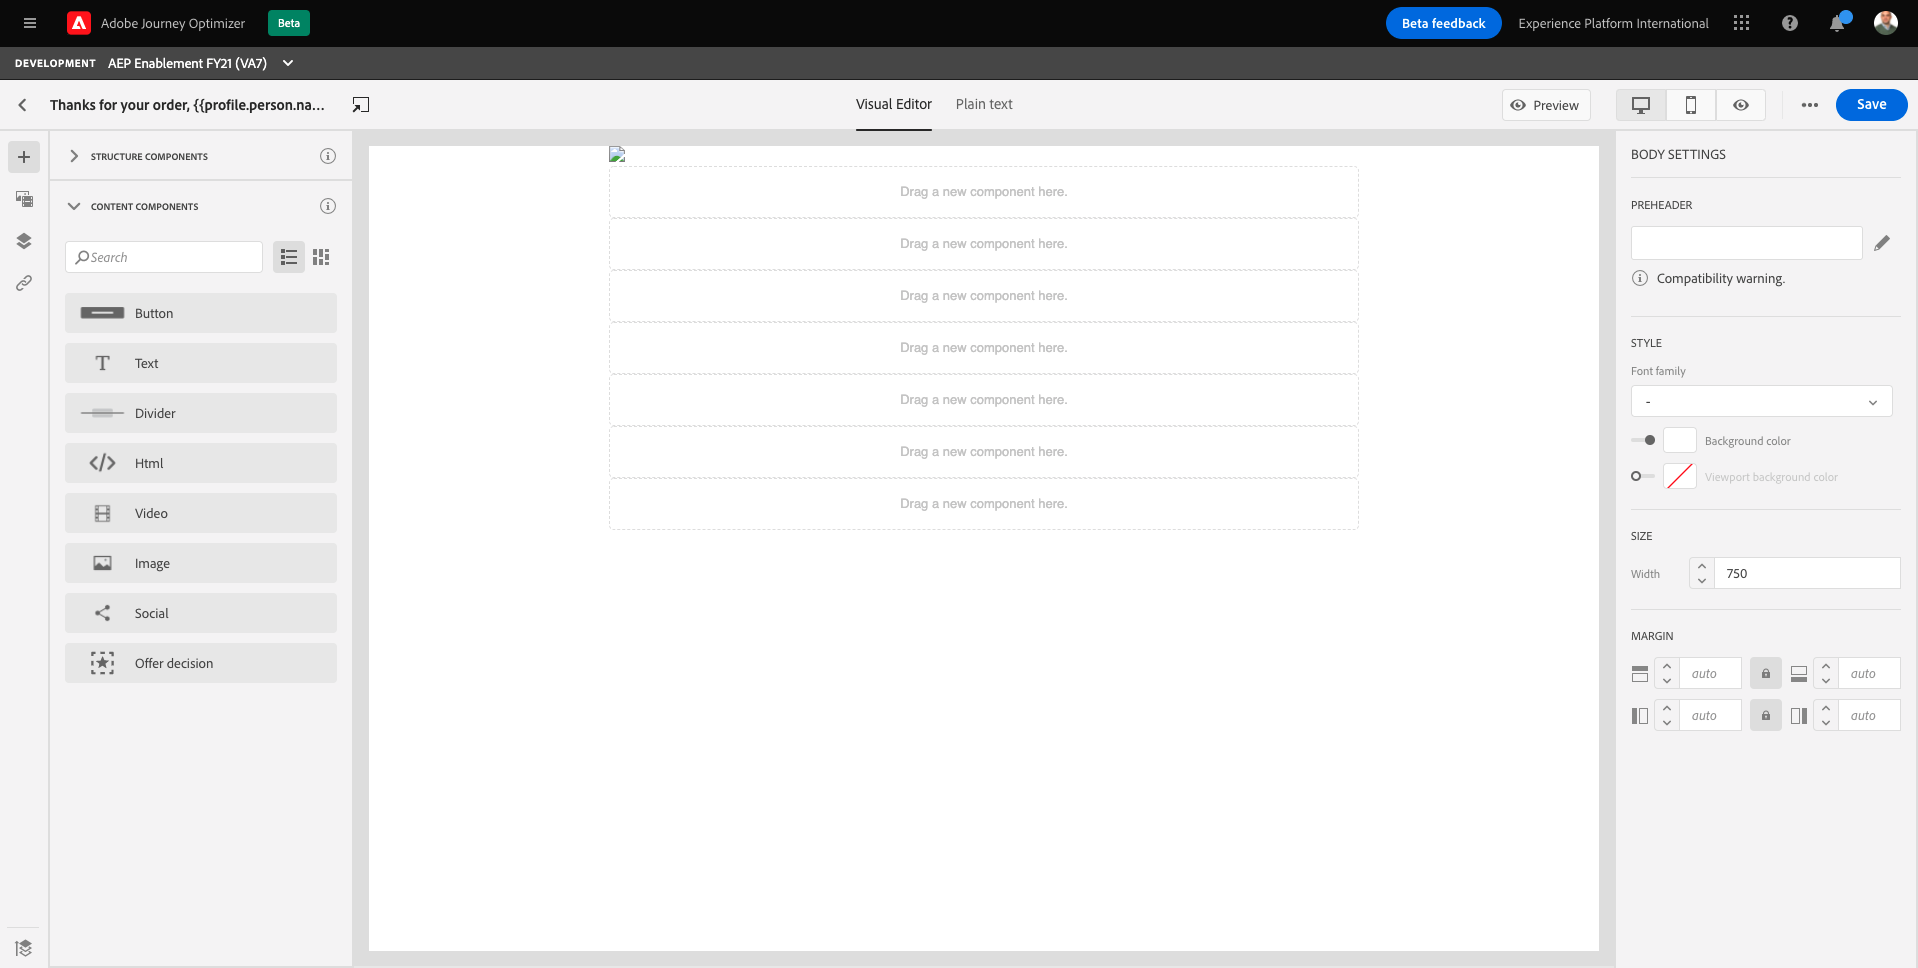 Adobe Journey Optimizer
Beta
Beta feedback
Experience Platform International
DEVELOPMENT AEP Enablement FY21 (VA7)
Thanks for your order, {{profile.person.na...
Visual Editor
Plain text
Preview
Save
STRUCTURE COMPONENTS
CONTENT COMPONENTS
Search
Button
Text
Divider
Html
Video
Image
Social
Offer decision
Drag a new component here.
Drag a new component here.
Drag a new component here.
Drag a new component here.
Drag a new component here.
Drag a new component here.
Drag a new component here.
BODY SETTINGS
PREHEADER
Compatibility warning.
STYLE
Font family
-
Background color
Viewport background color
SIZE
Width 750
MARGIN
auto auto
auto auto